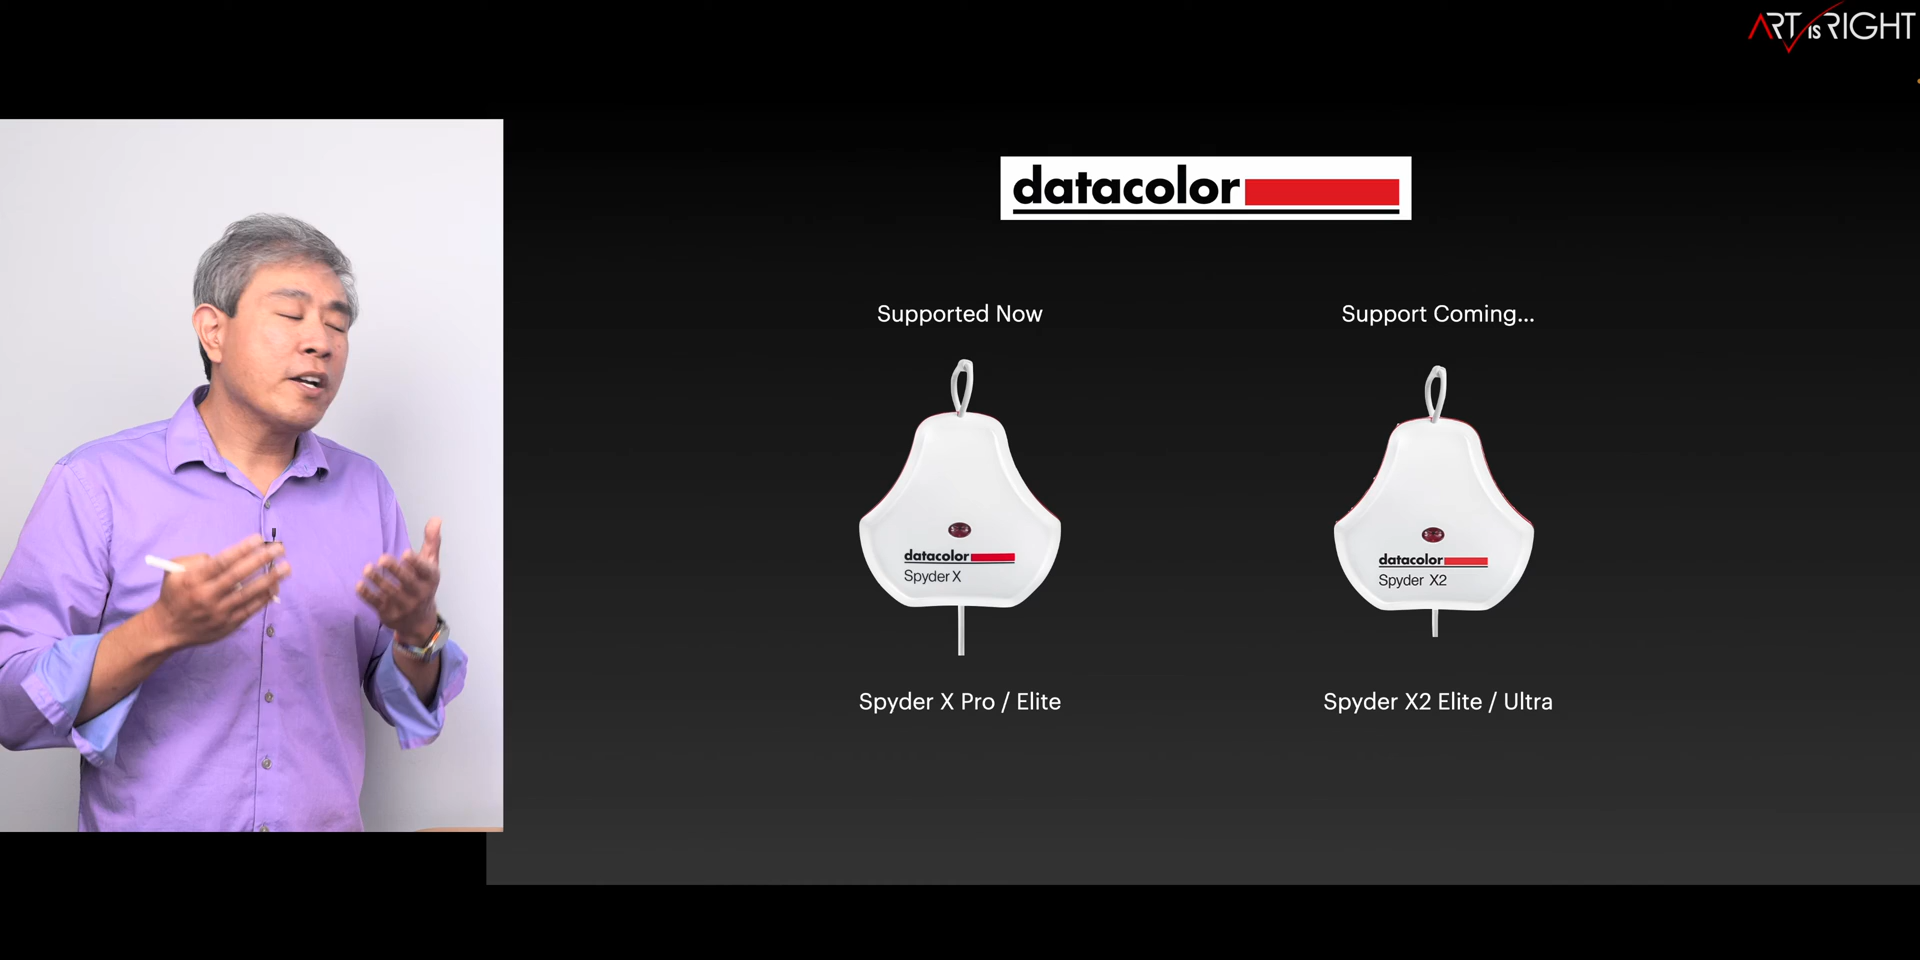 ART IS RIGHT
datacolor
Supported Now
Support Coming...
datacolor
Spyder X
datacolor
Spyder X2
Spyder X Pro / Elite
Spyder X2 Elite / Ultra